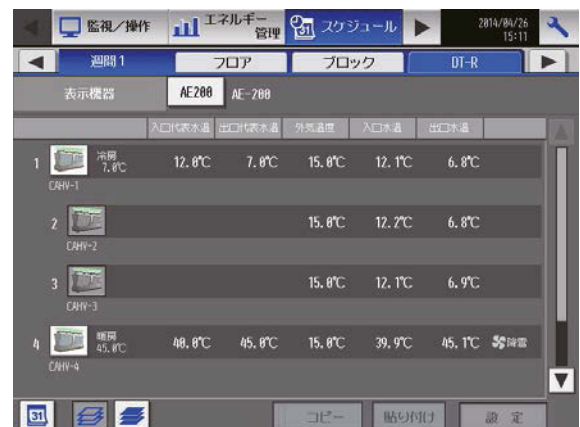 監視/操作 エネルギー管理 31 スケジュール 2014/04/26 15:11
週間1 フロア ブロック DT-R
表示機器 AE200 AE-200
入口代表水温 出口代表水温 外気温度 入口水温 出口水温
1 冷房 7.0℃ 12.0℃ 7.0℃ 15.0℃ 12.1℃ 6.8℃
CAHV-1
2 15.0℃ 12.2℃ 6.8℃
CAHV-2
3 15.0℃ 12.1℃ 6.9℃
CAHV-3
4 暖房 45.0℃ 40.0℃ 45.0℃ 15.0℃ 39.9℃ 45.1℃ 除雪
CAHV-4
31 コピー 貼り付け 設定